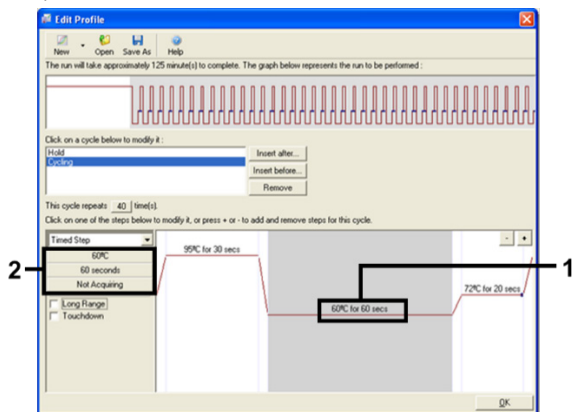 Edit Profile
New Open Save As Help
The run will take approximately 125 minute(s) to complete. The graph below represents the run to be performed :
Click on a cycle below to modify it :
Hold
Cycling
Insert after...
Insert before...
Remove
This cycle repeats 40 time(s).
Click on one of the steps below to modify it, or press + or - to add and remove steps for this cycle.
Timed Step
- +
60ºC
60 seconds
Not Acquiring
Long Range
Touchdown
95ºC for 30 secs
60ºC for 60 secs
72ºC for 20 secs
2
1
OK